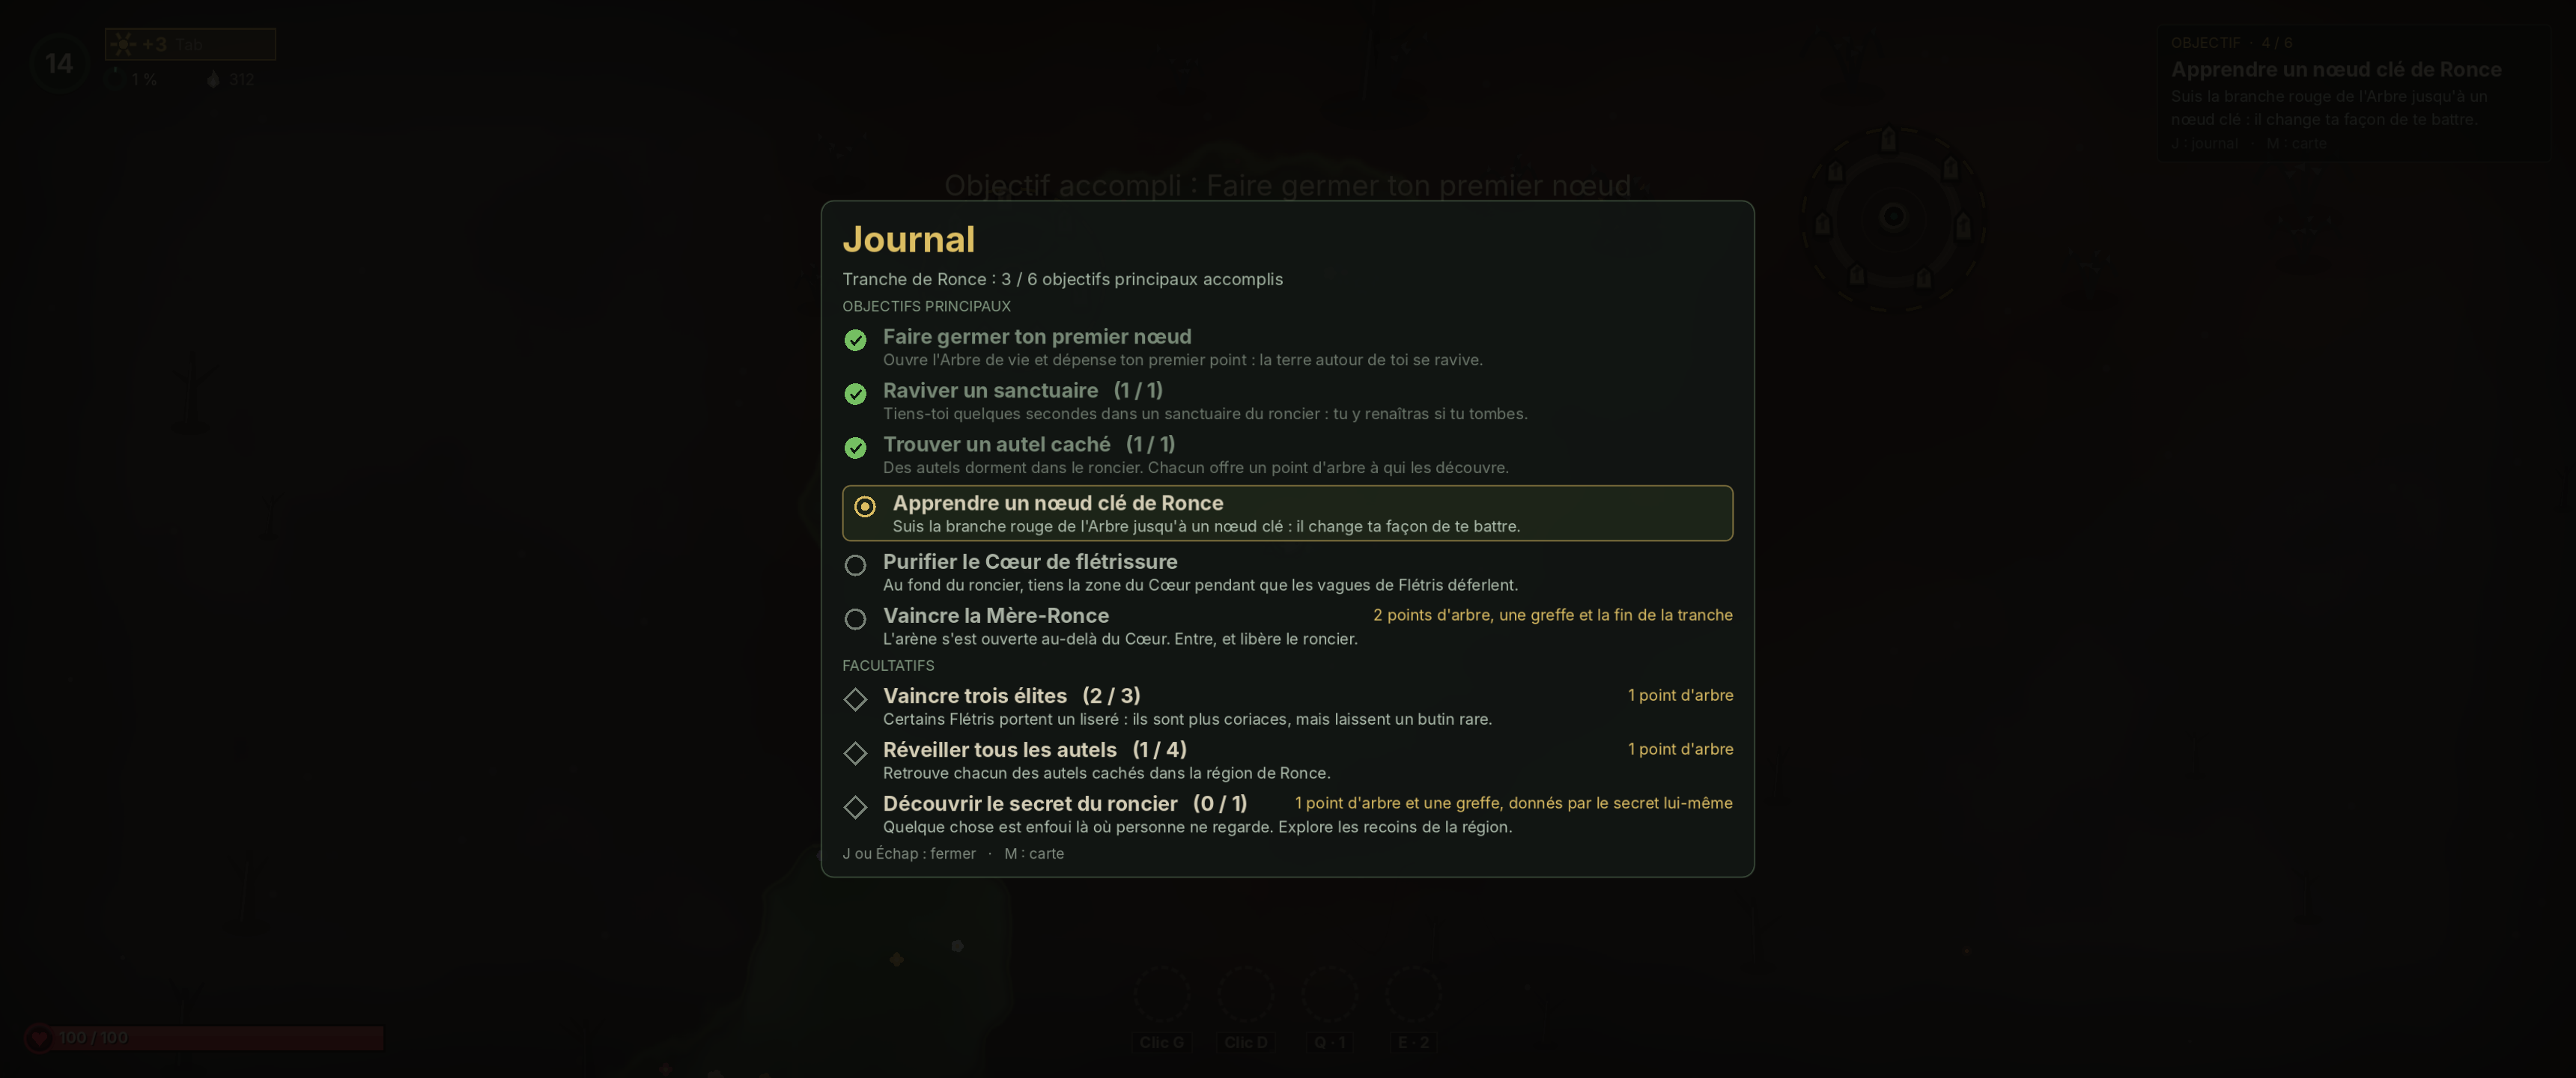 14
+3 Tab
1 %
312
OBJECTIF · 4 / 6
Apprendre un nœud clé de Ronce
Suis la branche rouge de l'Arbre jusqu'à un
nœud clé : il change ta façon de te battre.
J : journal · M : carte
Objectif accompli : Faire germer ton premier nœud
Journal
Tranche de Ronce : 3 / 6 objectifs principaux accomplis
OBJECTIFS PRINCIPAUX
Faire germer ton premier nœud
Ouvre l'Arbre de vie et dépense ton premier point : la terre autour de toi se ravive.
Raviver un sanctuaire (1 / 1)
Tiens-toi quelques secondes dans un sanctuaire du roncier : tu y renaîtras si tu tombes.
Trouver un autel caché (1 / 1)
Des autels dorment dans le roncier. Chacun offre un point d'arbre à qui les découvre.
Apprendre un nœud clé de Ronce
Suis la branche rouge de l'Arbre jusqu'à un nœud clé : il change ta façon de te battre.
Purifier le Cœur de flétrissure
Au fond du roncier, tiens la zone du Cœur pendant que les vagues de Flétris déferlent.
Vaincre la Mère-Ronce 2 points d'arbre, une greffe et la fin de la tranche
L'arène s'est ouverte au-delà du Cœur. Entre, et libère le roncier.
FACULTATIFS
Vaincre trois élites (2 / 3) 1 point d'arbre
Certains Flétris portent un liseré : ils sont plus coriaces, mais laissent un butin rare.
Réveiller tous les autels (1 / 4) 1 point d'arbre
Retrouve chacun des autels cachés dans la région de Ronce.
Découvrir le secret du roncier (0 / 1) 1 point d'arbre et une greffe, donnés par le secret lui-même
Quelque chose est enfoui là où personne ne regarde. Explore les recoins de la région.
J ou Échap : fermer · M : carte
100 / 100
Clic G
Clic D
Q · 1
E · 2